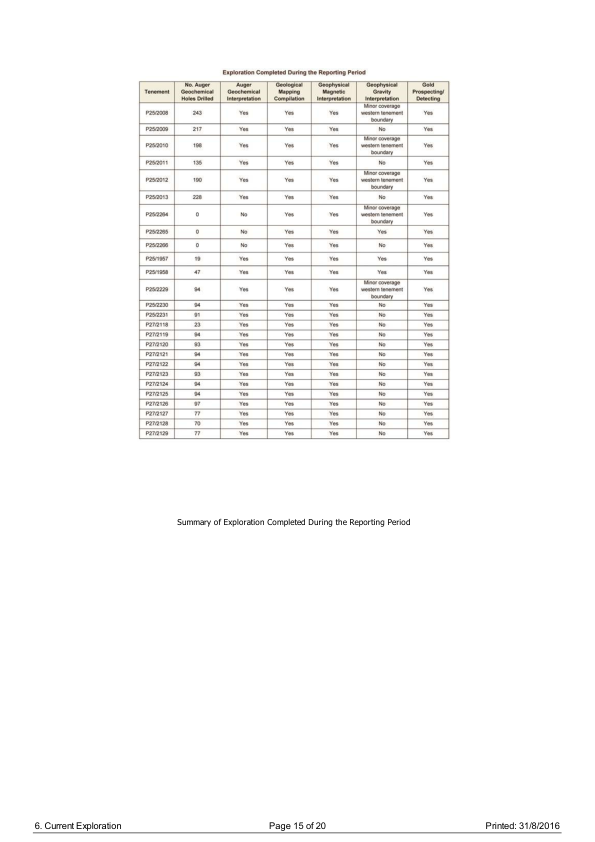 Exploration Completed During the Reporting Period
Tenement | No. Auger Geochemical Holes Drilled | Auger Geochemical Interpretation | Geological Mapping Compilation | Geophysical Magnetic Interpretation | Geophysical Gravity Interpretation | Gold Prospecting/ Detecting
P25/2008 243 Yes Yes Yes Minor coverage western tenement boundary Yes
P25/2009 217 Yes Yes Yes No Yes
P25/2010 198 Yes Yes Yes Minor coverage western tenement boundary Yes
P25/2011 135 Yes Yes Yes No Yes
P25/2012 190 Yes Yes Yes Minor coverage western tenement boundary Yes
P25/2013 228 Yes Yes Yes No Yes
P25/2264 0 No Yes Yes Minor coverage western tenement boundary Yes
P25/2265 0 No Yes Yes Yes Yes
P25/2266 0 No Yes Yes No Yes
P25/1957 19 Yes Yes Yes Yes Yes
P25/1958 47 Yes Yes Yes Yes Yes
P25/2229 94 Yes Yes Yes Minor coverage western tenement boundary Yes
P25/2230 94 Yes Yes Yes No Yes
P25/2231 91 Yes Yes Yes No Yes
P27/2118 23 Yes Yes Yes No Yes
P27/2119 94 Yes Yes Yes No Yes
P27/2120 93 Yes Yes Yes No Yes
P27/2121 94 Yes Yes Yes No Yes
P27/2122 94 Yes Yes Yes No Yes
P27/2123 93 Yes Yes Yes No Yes
P27/2124 94 Yes Yes Yes No Yes
P27/2125 94 Yes Yes Yes No Yes
P27/2126 97 Yes Yes Yes No Yes
P27/2127 77 Yes Yes Yes No Yes
P27/2128 70 Yes Yes Yes No Yes
P27/2129 77 Yes Yes Yes No Yes
Summary of Exploration Completed During the Reporting Period
6. Current Exploration Page 15 of 20 Printed: 31/8/2016